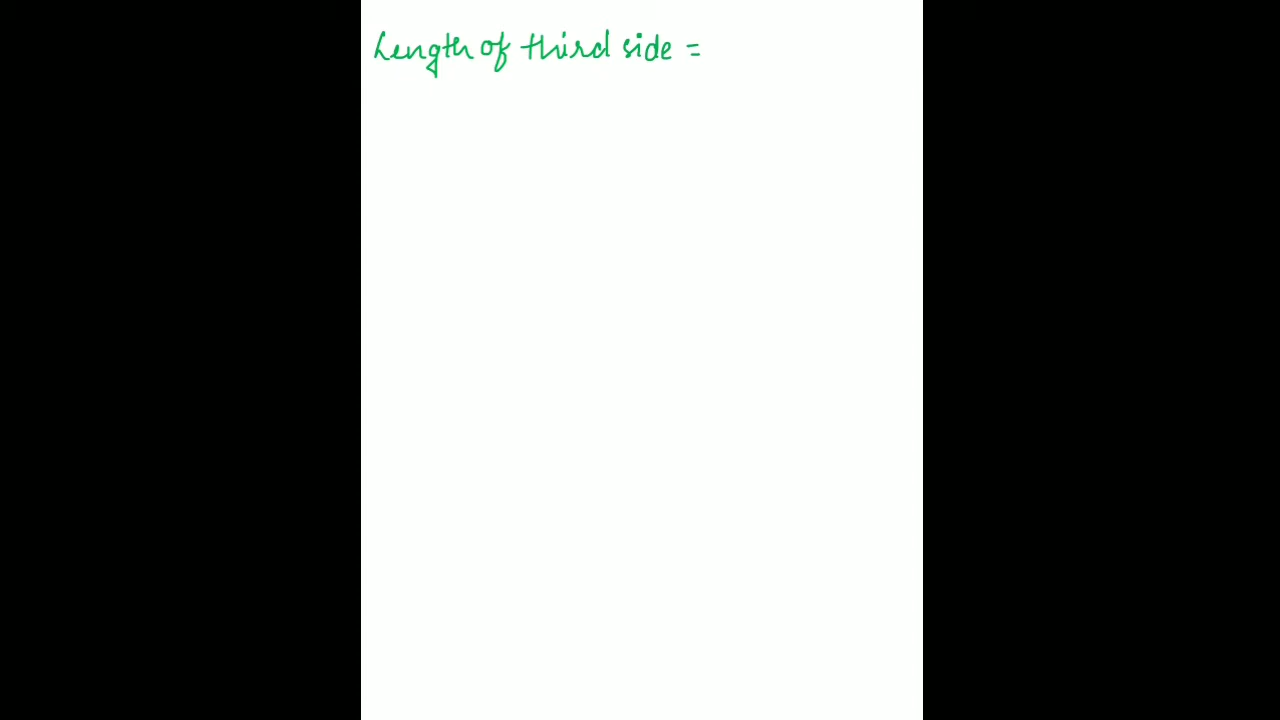 Length of third side =